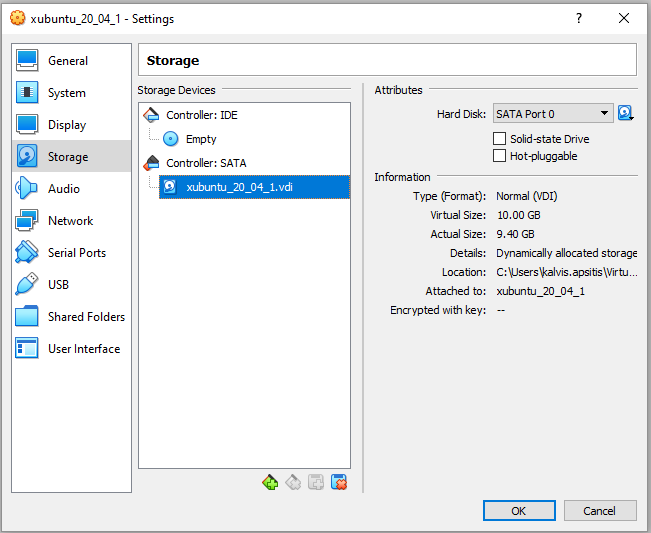 xubuntu_20_04_1 - Settings
?
General
System
Display
Storage
Audio
Network
Serial Ports
USB
Shared Folders
User Interface
Storage
Storage Devices
Controller: IDE
Empty
Controller: SATA
xubuntu_20_04_1.vdi
Attributes
Hard Disk: SATA Port 0
Solid-state Drive
Hot-pluggable
Information
Type (Format): Normal (VDI)
Virtual Size: 10.00 GB
Actual Size: 9.40 GB
Details: Dynamically allocated storage
Location: C:\Users\kalvis.apsitis\Virtu...
Attached to: xubuntu_20_04_1
Encrypted with key: --
OK
Cancel